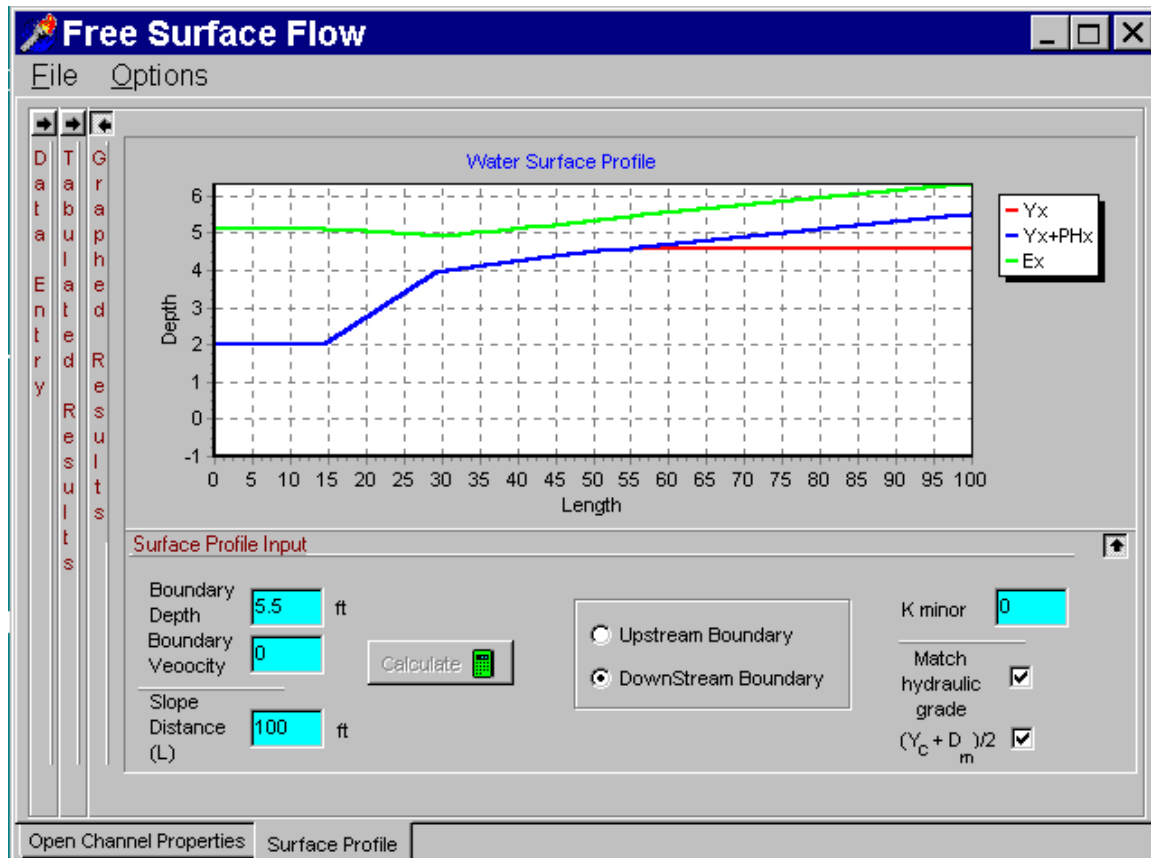 Free Surface Flow
File Options
Data Entry
Tabulated Results
Graphed Results
Water Surface Profile
Depth
6
5
4
3
2
1
0
-1
0 5 10 15 20 25 30 35 40 45 50 55 60 65 70 75 80 85 90 95 100
Length
Yx
Yx+PHx
Ex
Surface Profile Input
Boundary
Depth
5.5 ft
Boundary
Veoocity
0
Slope
Distance
(L)
100 ft
Calculate
Upstream Boundary
DownStream Boundary
K minor 0
Match
hydraulic
grade
(Y_C + D_m)/2
Open Channel Properties Surface Profile